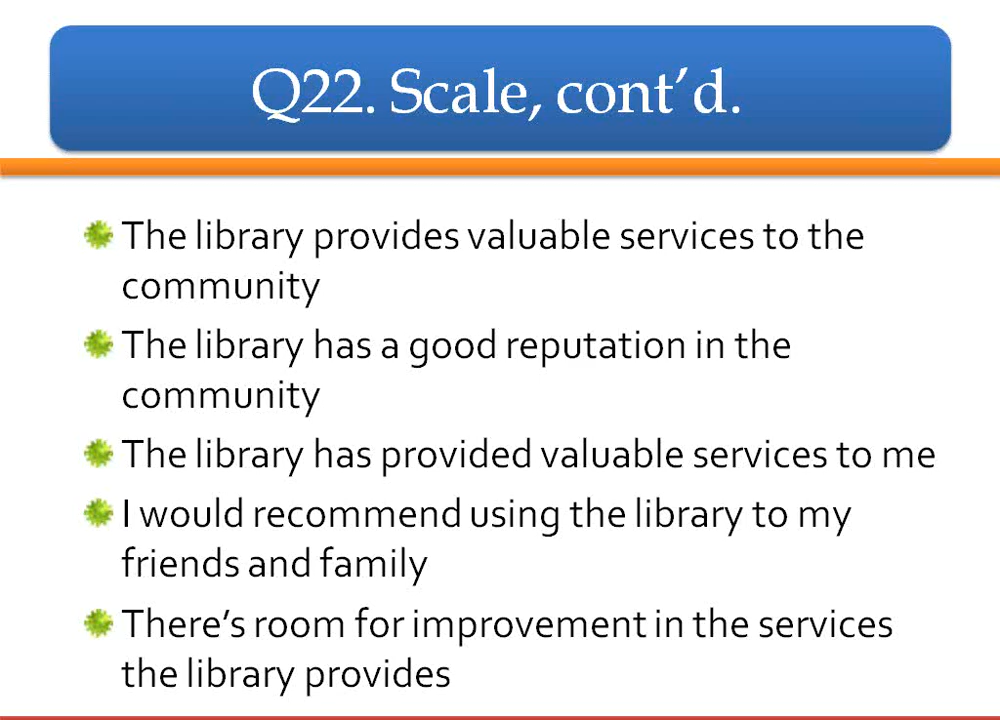 Q22. Scale, cont’d.
The library provides valuable services to the
community
The library has a good reputation in the
community
The library has provided valuable services to me
I would recommend using the library to my
friends and family
There’s room for improvement in the services
the library provides